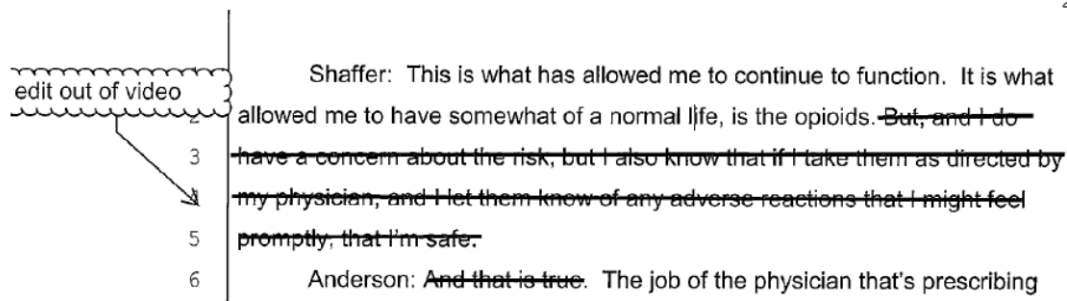 Shaffer: This is what has allowed me to continue to function. It is what
edit out of video
2 allowed me to have somewhat of a normal life, is the opioids. But, and I do
3 have a concern about the risk, but I also know that if I take them as directed by
my physician, and I let them know of any adverse reactions that I might feel
5 promptly, that I'm safe.
6 Anderson: And that is true. The job of the physician that's prescribing